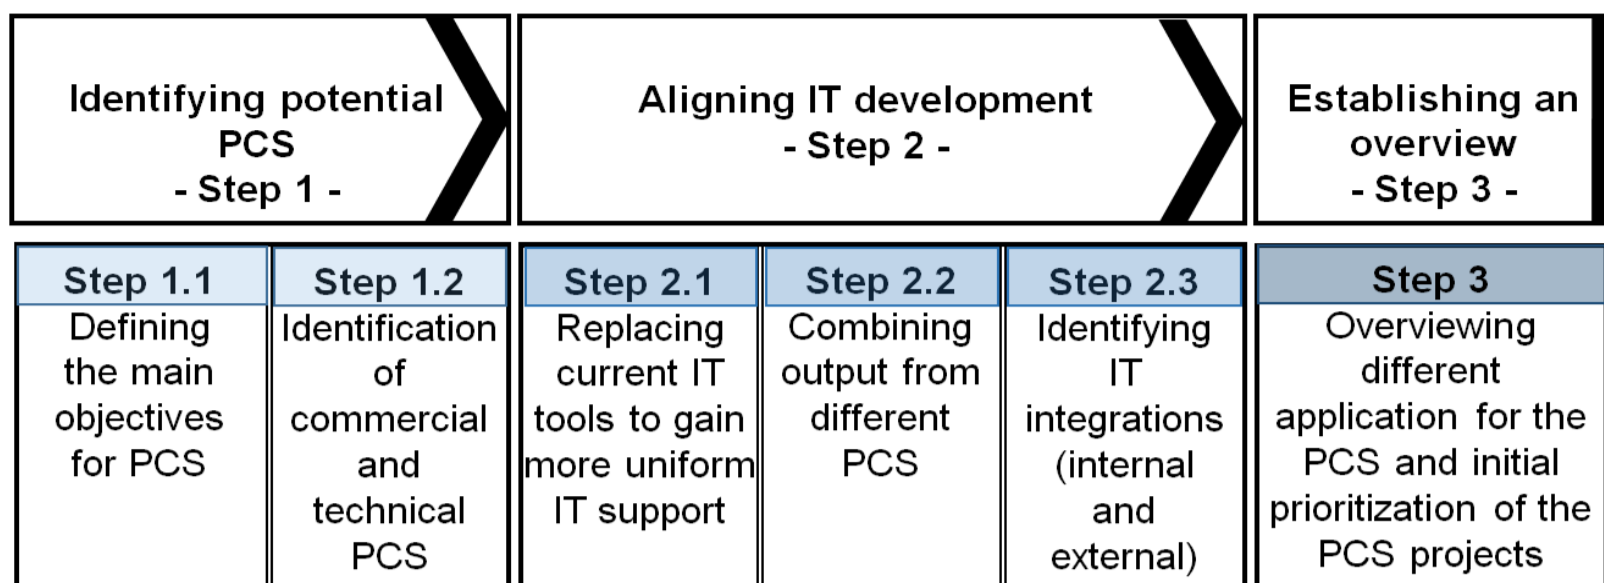 Identifying potential
PCS
- Step 1 -
Aligning IT development
- Step 2 -
Establishing an
overview
- Step 3 -
Step 1.1
Defining
the main
objectives
for PCS
Step 1.2
Identification
of
commercial
and
technical
PCS
Step 2.1
Replacing
current IT
tools to gain
more uniform
IT support
Step 2.2
Combining
output from
different
PCS
Step 2.3
Identifying
IT
integrations
(internal
and
external)
Step 3
Overviewing
different
application for the
PCS and initial
prioritization of the
PCS projects